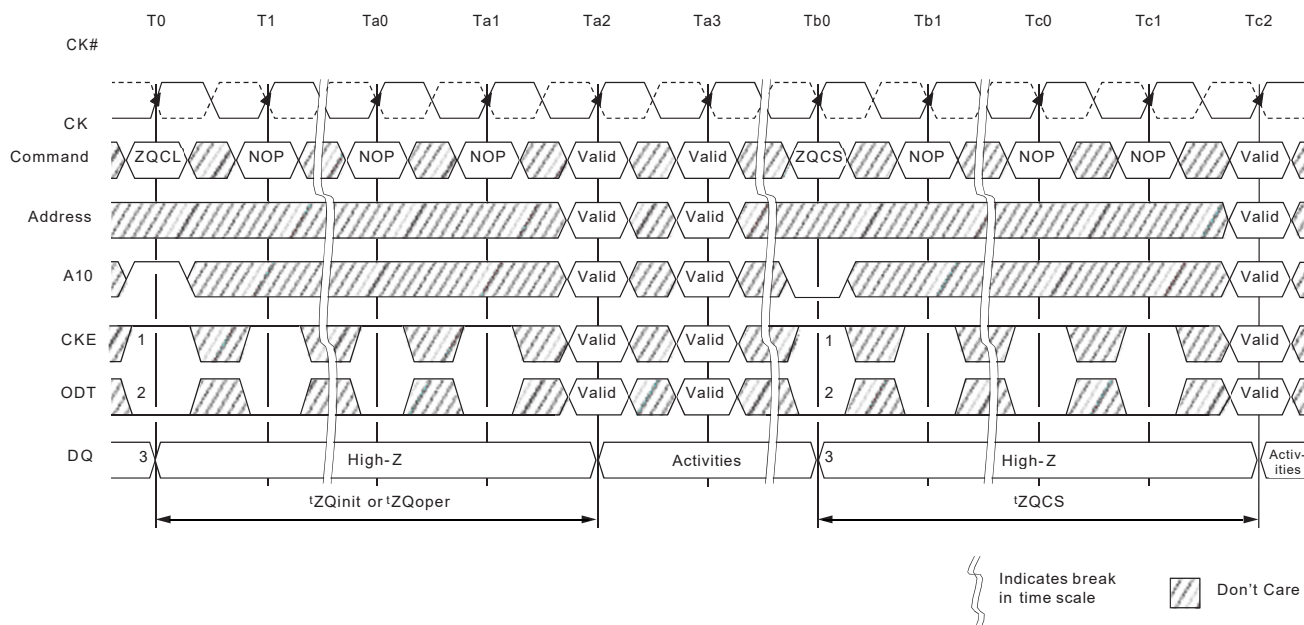 T0 T1 Ta0 Ta1 Ta2 Ta3 Tb0 Tb1 Tc0 Tc1 Tc2
CK#
CK
Command ZQCL NOP NOP NOP Valid Valid ZQCS NOP NOP NOP Valid
Address Valid Valid Valid
A10 Valid Valid Valid
CKE 1 Valid Valid 1 Valid
ODT 2 Valid Valid 2 Valid
DQ 3 High-Z Activities 3 High-Z Activ-
ities
tZQinit or tZQoper tZQCS
Indicates break
in time scale
Don't Care